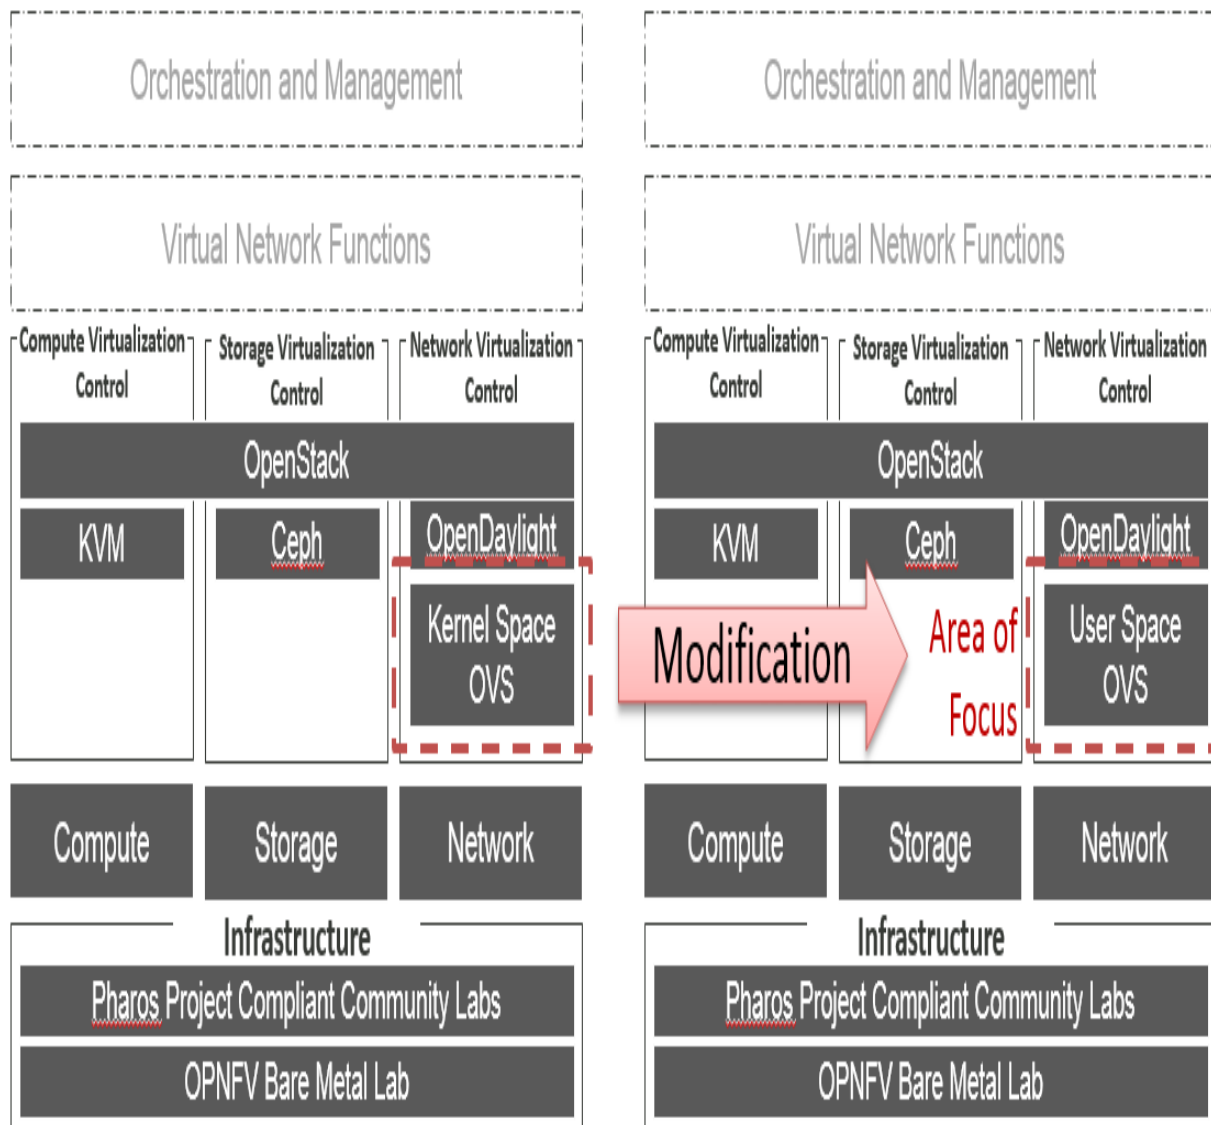 Orchestration and Management
Virtual Network Functions
Compute Virtualization
Control
Storage Virtualization
Control
Network Virtualization
Control
OpenStack
KVM
Ceph
OpenDaylight
Kernel Space
OVS
Compute
Storage
Network
Infrastructure
Pharos Project Compliant Community Labs
OPNFV Bare Metal Lab
Modification
Orchestration and Management
Virtual Network Functions
Compute Virtualization
Control
Storage Virtualization
Control
Network Virtualization
Control
OpenStack
KVM
Ceph
OpenDaylight
Area of
Focus
User Space
OVS
Compute
Storage
Network
Infrastructure
Pharos Project Compliant Community Labs
OPNFV Bare Metal Lab